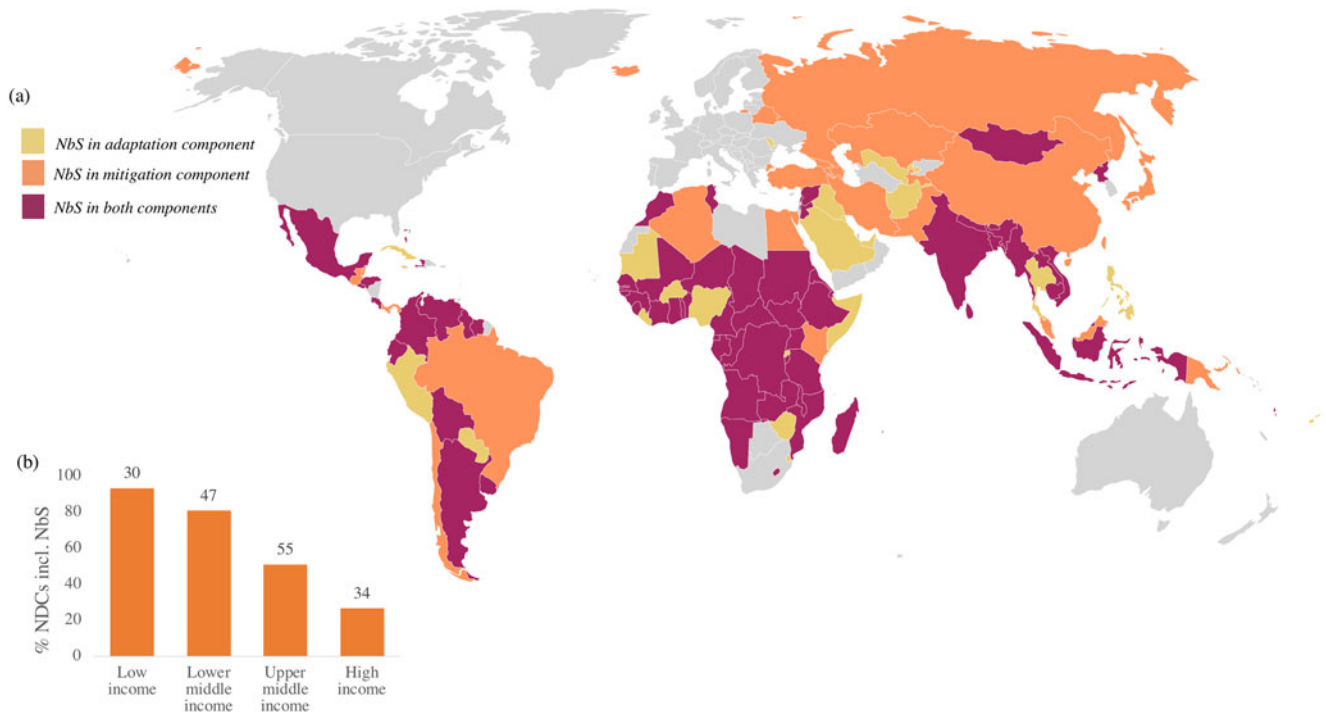 (a)
NbS in adaptation component
NbS in mitigation component
NbS in both components
(b)
% NDCs incl. NbS
100
80
60
40
20
0
30
47
55
34
Low
income
Lower
middle
income
Upper
middle
income
High
income